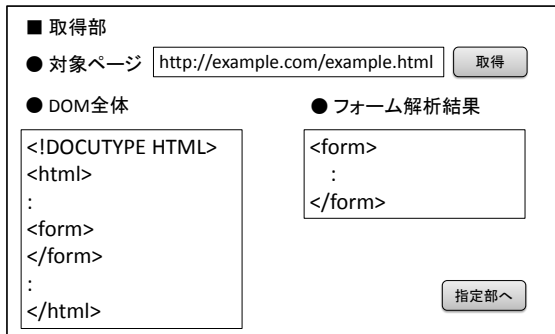 ■ 取得部
● 対象ページ http://example.com/example.html 取得
● DOM全体
<!DOCUTYPE HTML>
<html>
:
<form>
</form>
:
</html>
● フォーム解析結果
<form>
:
</form>
指定部へ